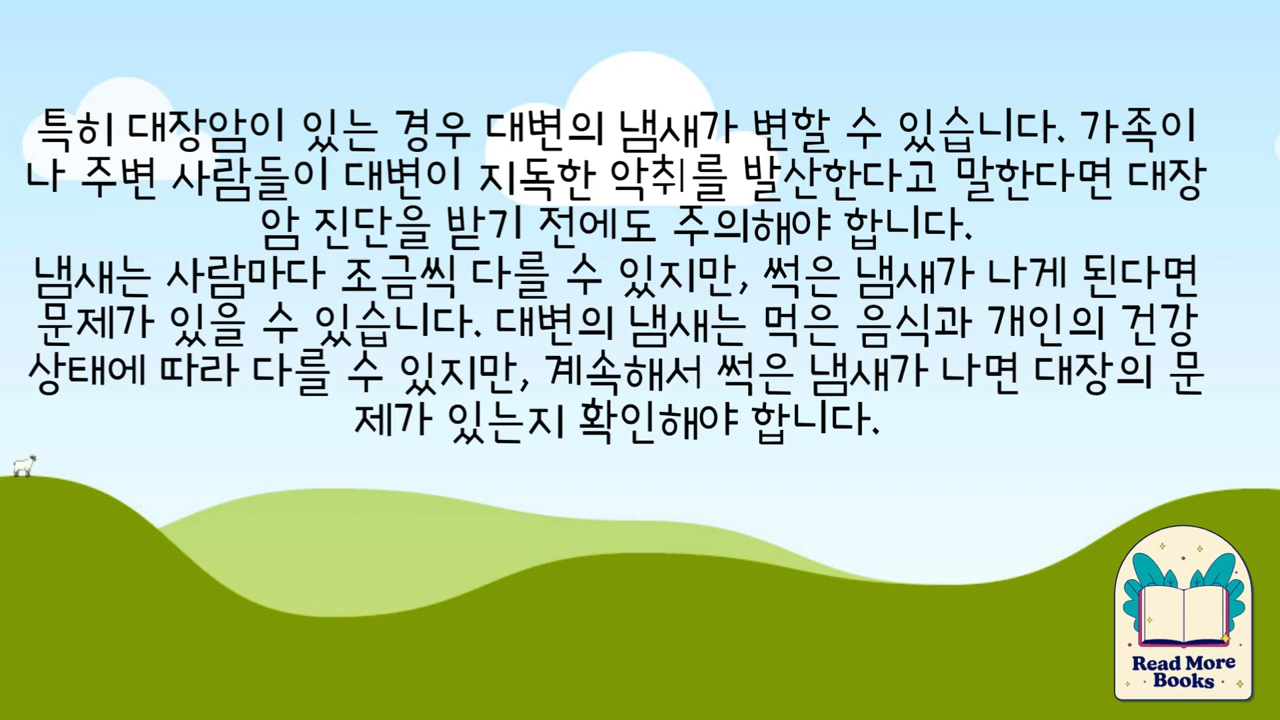 특히 대장암이 있는 경우 대변의 냄새가 변할 수 있습니다. 가족이
나 주변 사람들이 대변이 지독한 악취를 발산한다고 말한다면 대장
암 진단을 받기 전에도 주의해야 합니다.
냄새는 사람마다 조금씩 다를 수 있지만, 썩은 냄새가 나게 된다면
문제가 있을 수 있습니다. 대변의 냄새는 먹은 음식과 개인의 건강
상태에 따라 다를 수 있지만, 계속해서 썩은 냄새가 나면 대장의 문
제가 있는지 확인해야 합니다.
Read More
Books